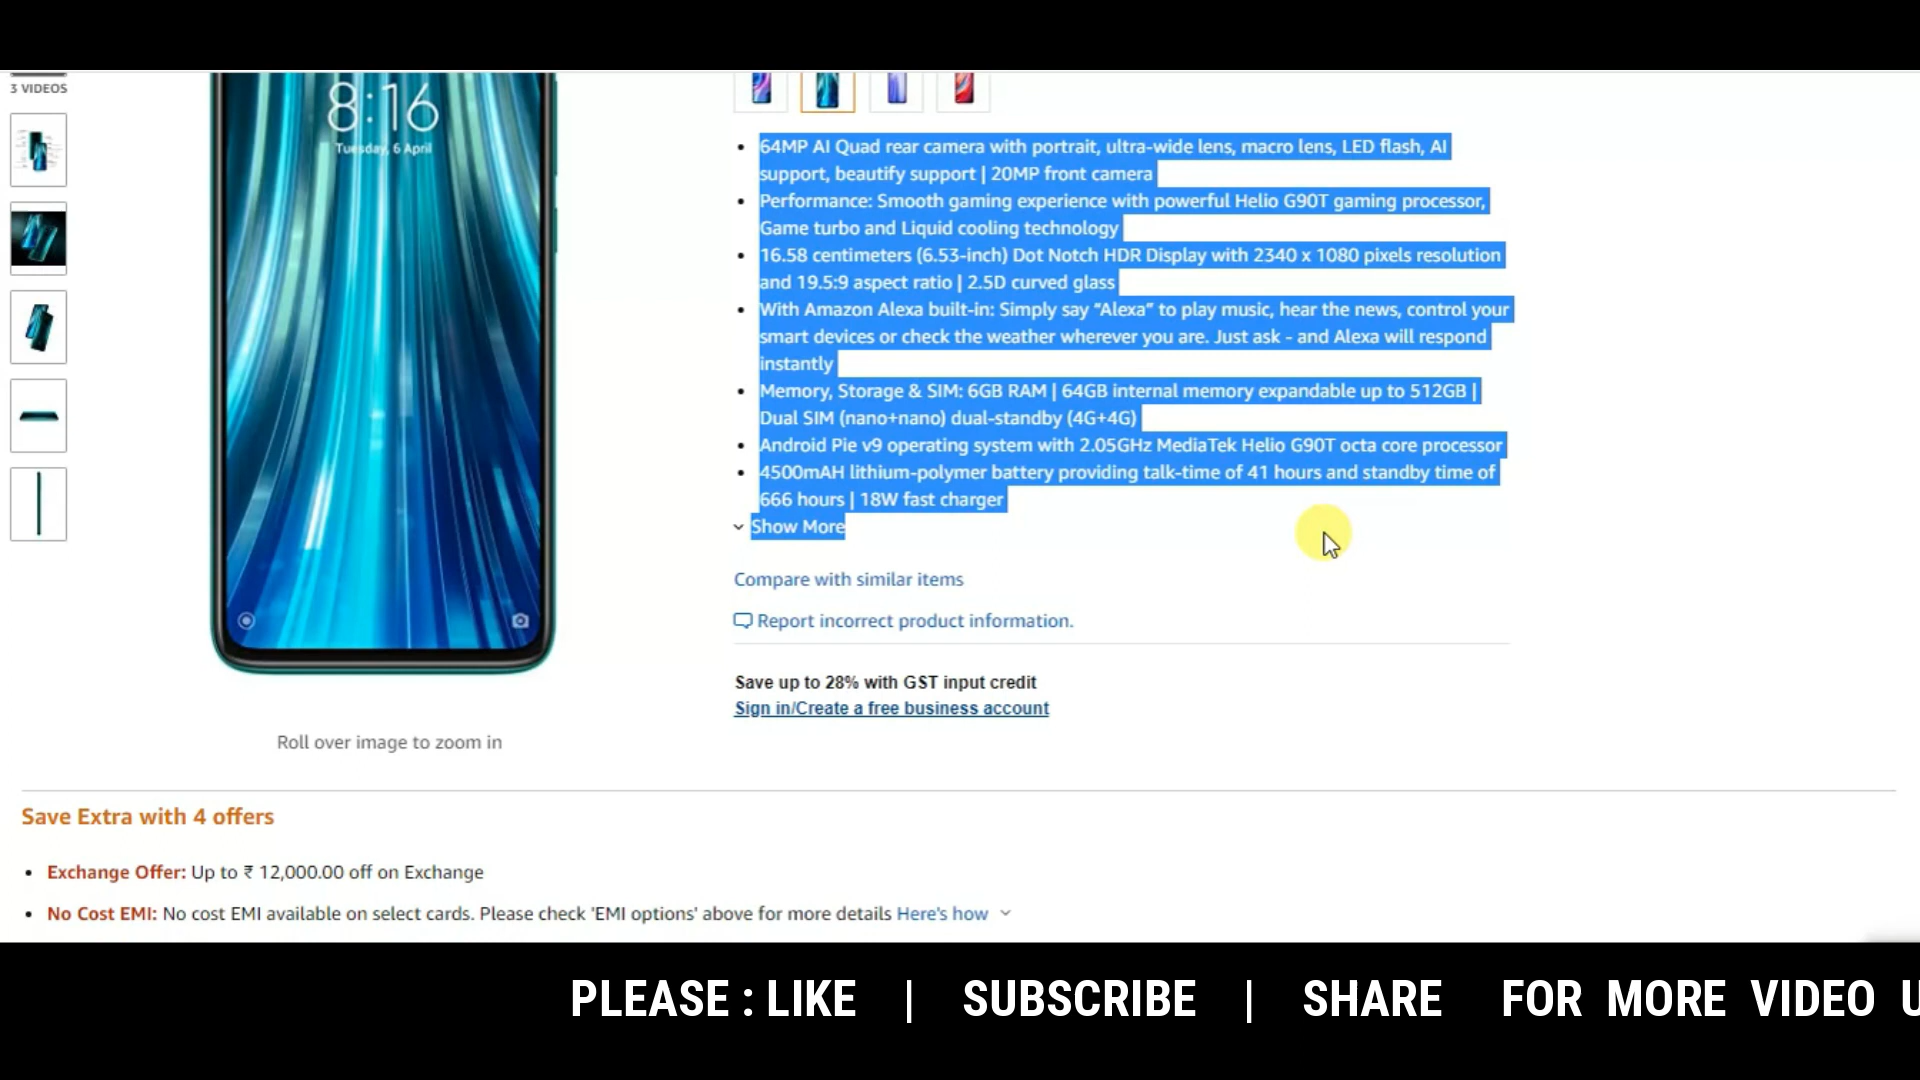 3 VIDEOS
8:16
Tuesday, 6 April
64MP AI Quad rear camera with portrait, ultra-wide lens, macro lens, LED flash, AI
support, beautify support | 20MP front camera
Performance: Smooth gaming experience with powerful Helio G90T gaming processor,
Game turbo and Liquid cooling technology
16.58 centimeters (6.53-inch) Dot Notch HDR Display with 2340 x 1080 pixels resolution
and 19.5:9 aspect ratio | 2.5D curved glass
With Amazon Alexa built-in: Simply say “Alexa” to play music, hear the news, control your
smart devices or check the weather wherever you are. Just ask - and Alexa will respond
instantly
Memory, Storage & SIM: 6GB RAM | 64GB internal memory expandable up to 512GB |
Dual SIM (nano+nano) dual-standby (4G+4G)
Android Pie v9 operating system with 2.05GHz MediaTek Helio G90T octa core processor
4500mAH lithium-polymer battery providing talk-time of 41 hours and standby time of
666 hours | 18W fast charger
Show More
Compare with similar items
Report incorrect product information.
Save up to 28% with GST input credit
Sign in/Create a free business account
Roll over image to zoom in
Save Extra with 4 offers
Exchange Offer: Up to ₹ 12,000.00 off on Exchange
No Cost EMI: No cost EMI available on select cards. Please check 'EMI options' above for more details Here's how
PLEASE : LIKE | SUBSCRIBE | SHARE FOR MORE VIDEO U